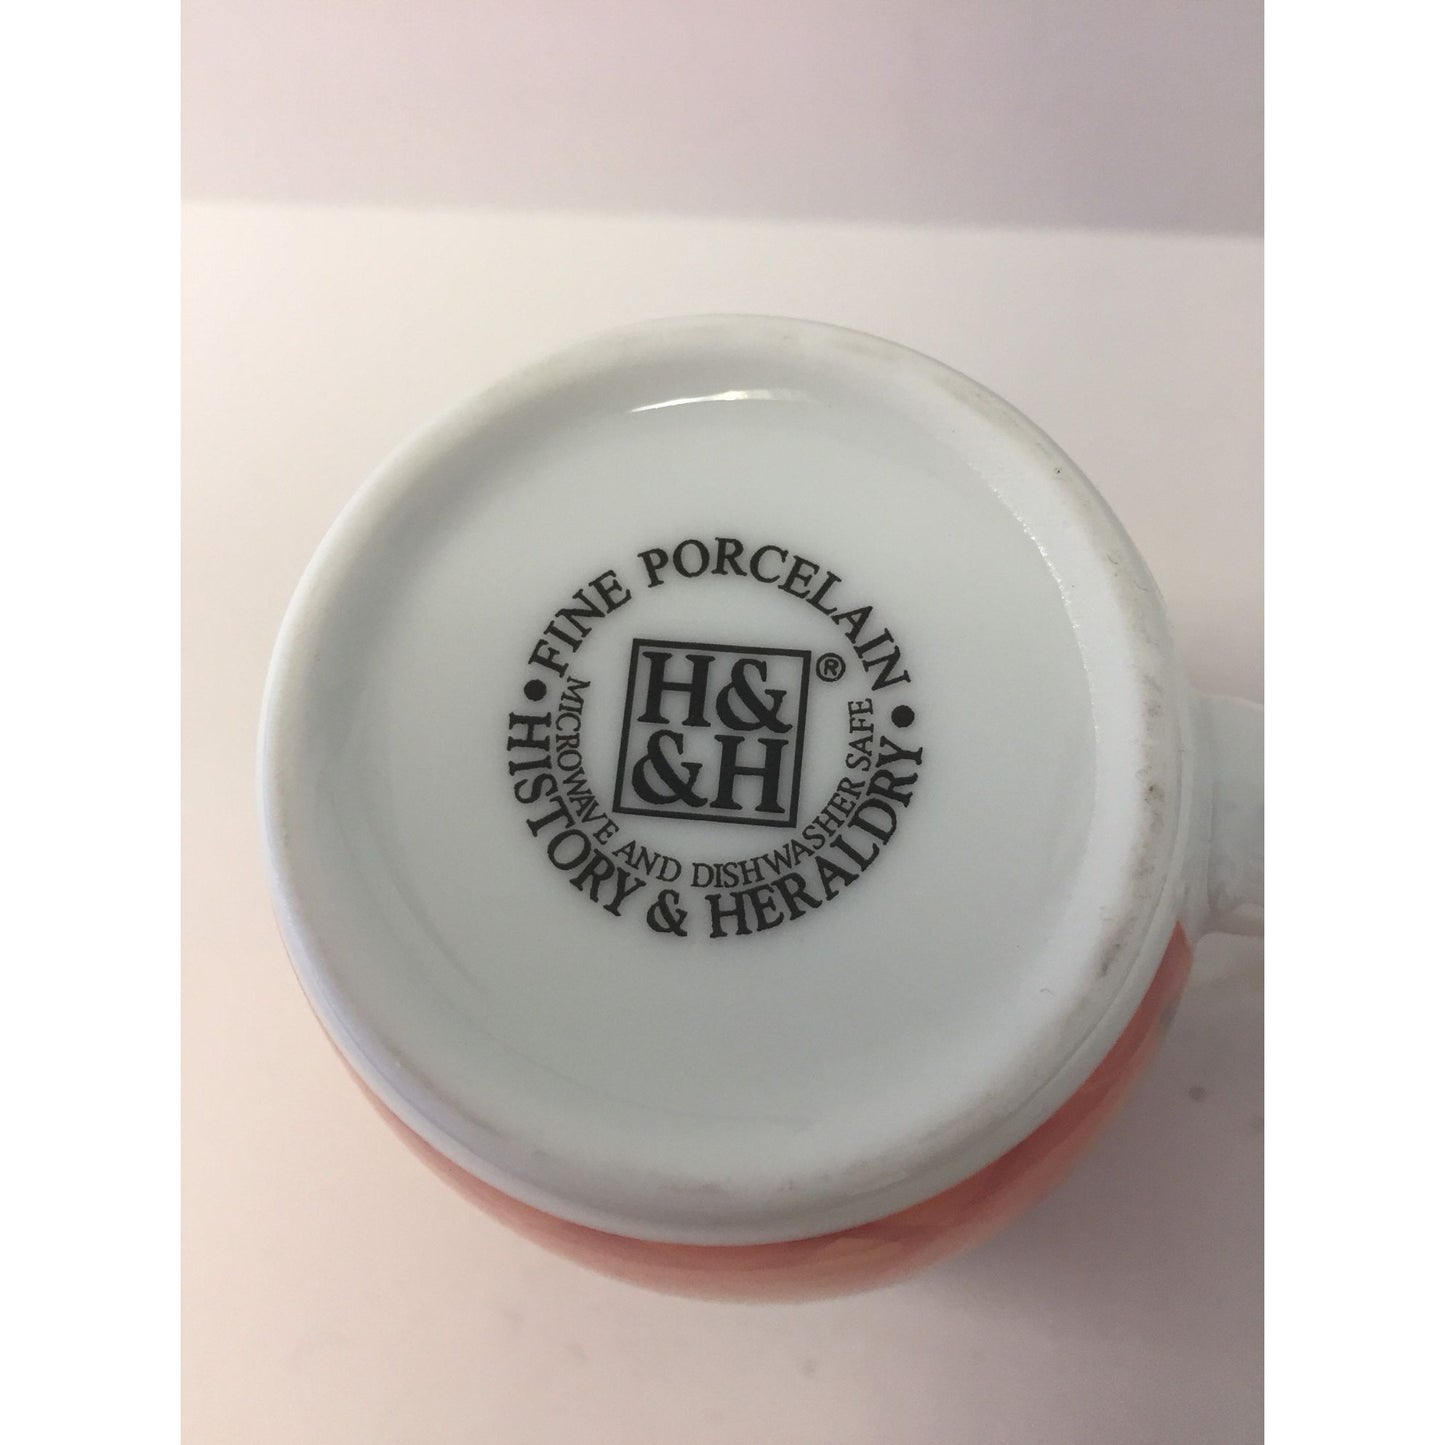 • FINE PORCELAIN •
H&
&H®
MICROWAVE AND DISHWASHER SAFE
HISTORY & HERALDRY